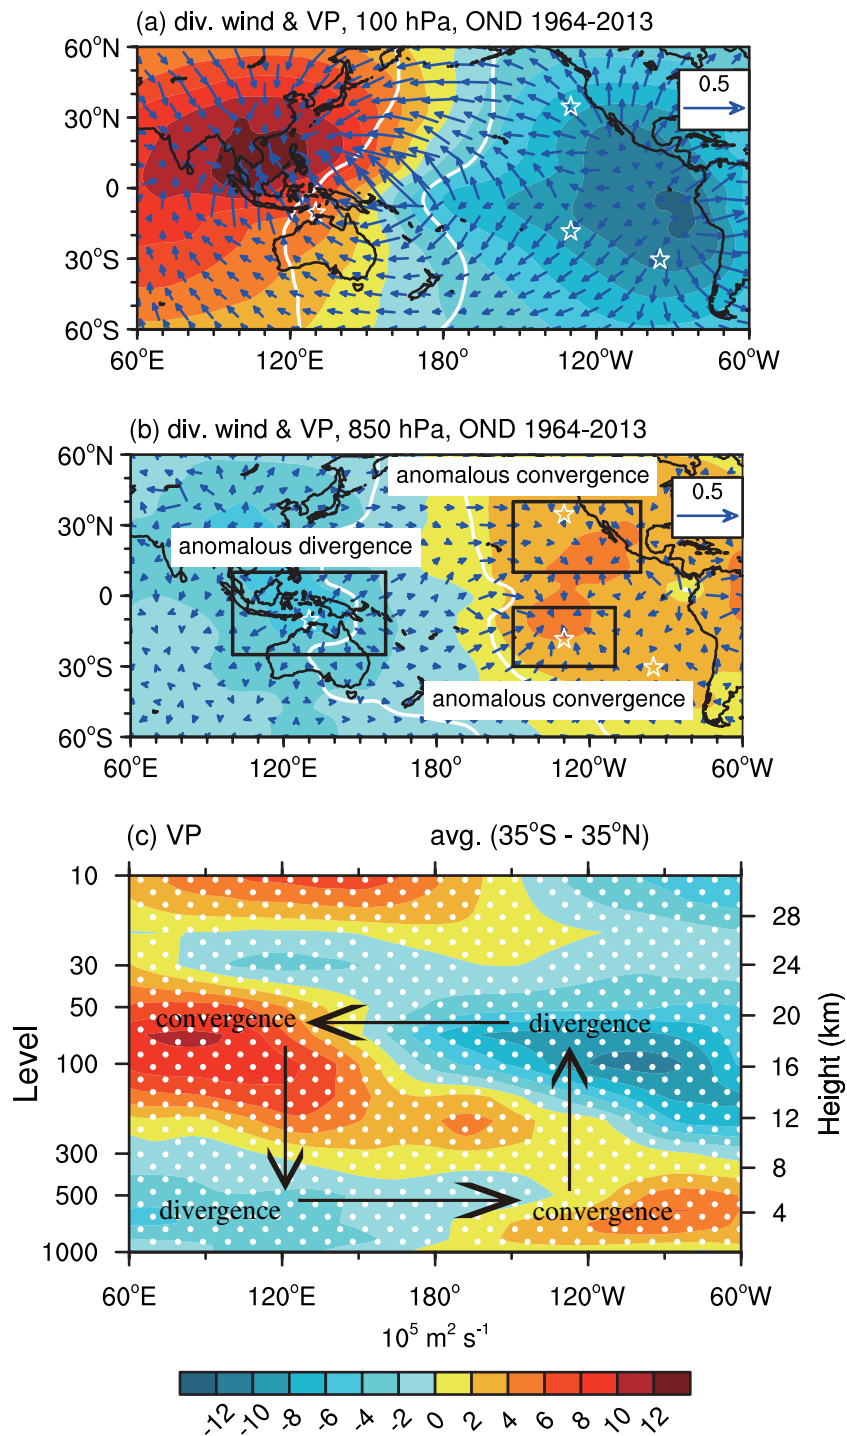 (a) div. wind & VP, 100 hPa, OND 1964-2013
60°N
30°N
0
30°S
60°S
0.5
60°E 120°E 180° 120°W 60°W
(b) div. wind & VP, 850 hPa, OND 1964-2013
60°N
30°N
0
30°S
60°S
anomalous convergence
0.5
anomalous divergence
anomalous convergence
60°E 120°E 180° 120°W 60°W
(c) VP avg. (35°S - 35°N)
10
30
50
100
300
500
1000
Level
convergence divergence
divergence convergence
28
24
20
16
12
8
4
Height (km)
60°E 120°E 180° 120°W 60°W
10⁵ m² s⁻¹
-12 -10 -8 -6 -4 -2 0 2 4 6 8 10 12